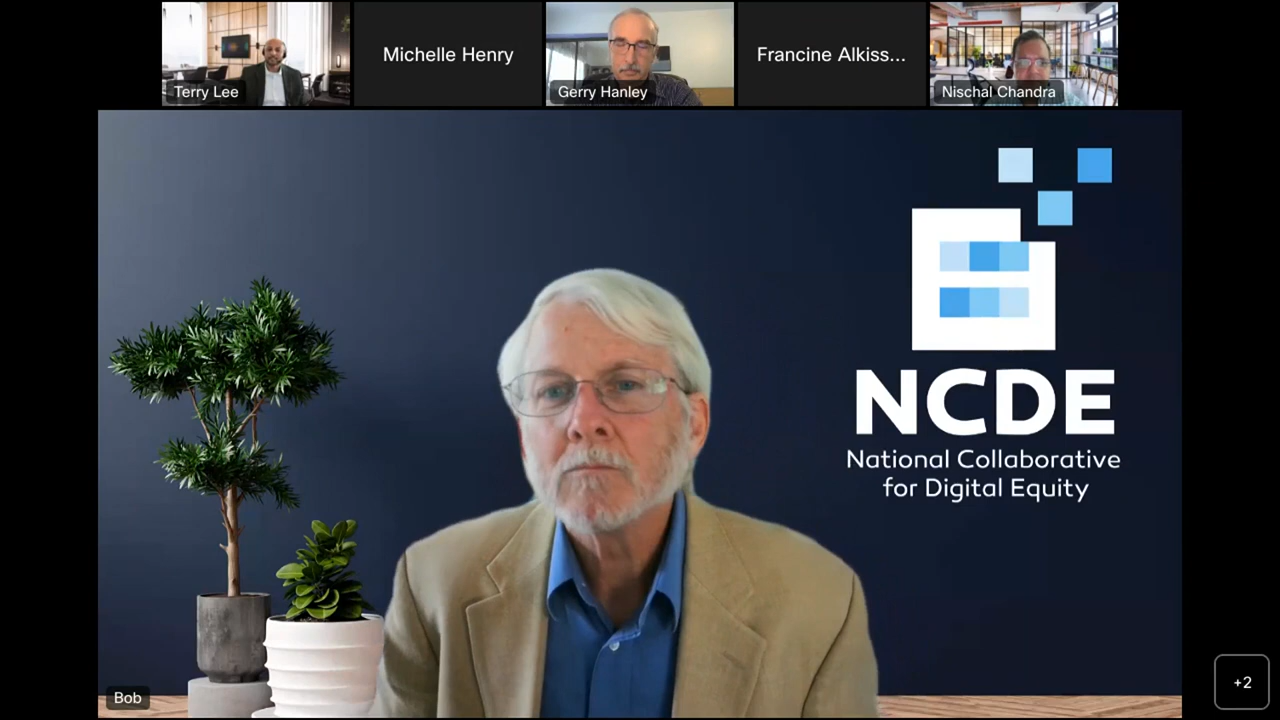 Terry Lee
Michelle Henry
Gerry Hanley
Francine Alkiss...
Nischal Chandra
NCDE
National Collaborative
for Digital Equity
Bob
+2